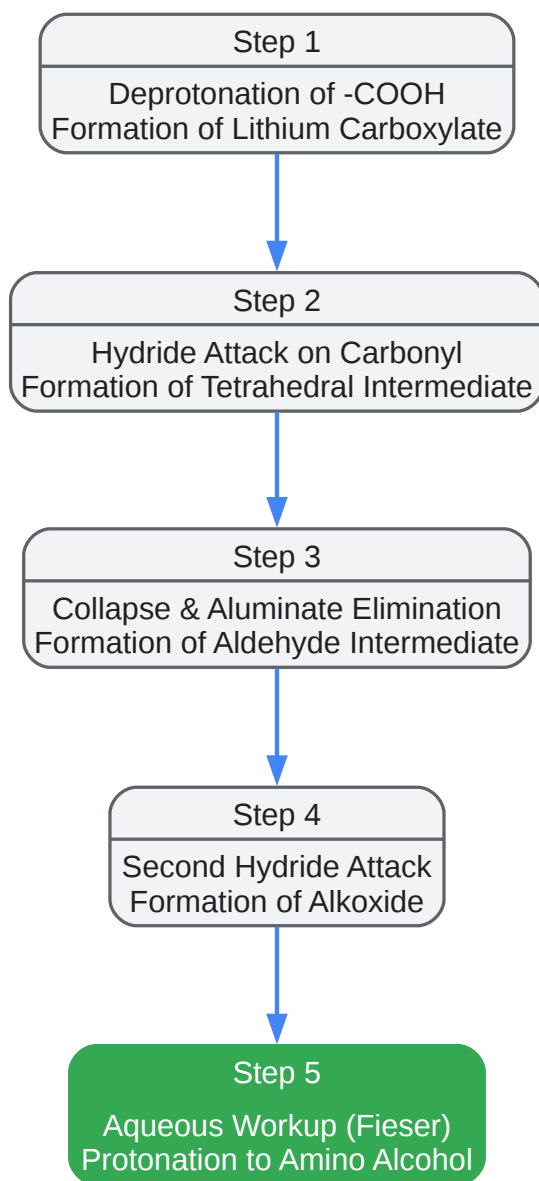 Step 1
Deprotonation of -COOH
Formation of Lithium Carboxylate
Step 2
Hydride Attack on Carbonyl
Formation of Tetrahedral Intermediate
Step 3
Collapse & Aluminate Elimination
Formation of Aldehyde Intermediate
Step 4
Second Hydride Attack
Formation of Alkoxide
Step 5
Aqueous Workup (Fieser)
Protonation to Amino Alcohol